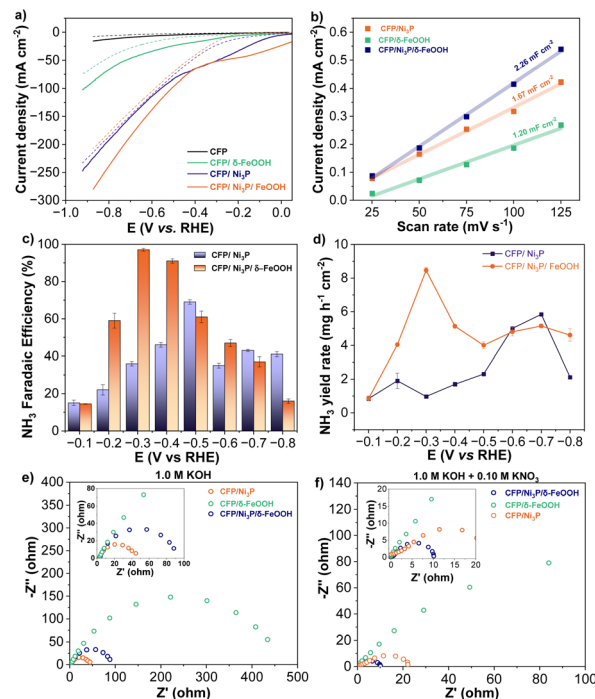 a)
Current density (mA cm⁻²)
0
−50
−100
−150
−200
−250
−300
−1.0
−0.8
−0.6
−0.4
−0.2
0.0
E (V vs. RHE)
CFP
CFP/ δ-FeOOH
CFP/ Ni₃P
CFP/ Ni₃P/ FeOOH
b)
Current density (mA cm⁻²)
0.6
0.5
0.4
0.3
0.2
0.1
0.0
25
50
75
100
125
Scan rate (mV s⁻¹)
CFP/Ni₃P
CFP/δ-FeOOH
CFP/Ni₃P/δ-FeOOH
2.26 mF cm⁻²
1.67 mF cm⁻²
1.20 mF cm⁻²
c)
NH₃ Faradaic Efficiency (%)
100
80
60
40
20
0
−0.1
−0.2
−0.3
−0.4
−0.5
−0.6
−0.7
−0.8
E (V vs RHE)
CFP/ Ni₃P
CFP/ Ni₃P/ δ–FeOOH
d)
NH₃ yield rate (mg h⁻¹ cm⁻²)
10
8
6
4
2
0
−0.1
−0.2
−0.3
−0.4
−0.5
−0.6
−0.7
−0.8
E (V vs RHE)
CFP/ Ni₃P
CFP/ Ni₃P/ FeOOH
e)
1.0 M KOH
-Z'' (ohm)
400
350
300
250
200
150
100
50
0
0
100
200
300
400
500
Z' (ohm)
CFP/Ni₃P
CFP/δ-FeOOH
CFP/Ni₃P/δ-FeOOH
-Z'' (ohm)
80
60
40
20
0
0
20
40
60
80
100
Z' (ohm)
f)
1.0 M KOH + 0.10 M KNO₃
-Z'' (ohm)
140
120
100
80
60
40
20
0
0
20
40
60
80
100
Z' (ohm)
CFP/Ni₃P/δ-FeOOH
CFP/δ-FeOOH
CFP/Ni₃P
-Z'' (ohm)
20
15
10
5
0
0
5
10
15
20
Z' (ohm)